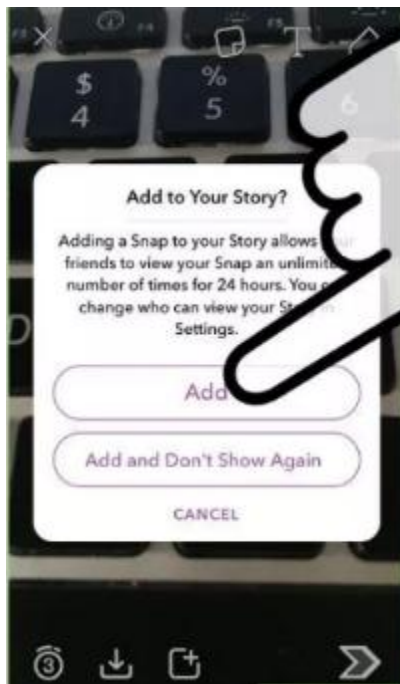 T
$
%
4
5
6
Add to Your Story?
Adding a Snap to your Story allows
friends to view your Snap an
number of times for 24 hours. You
change who can view your
Settings.
Add
Add and Don't Show Again
CANCEL
3